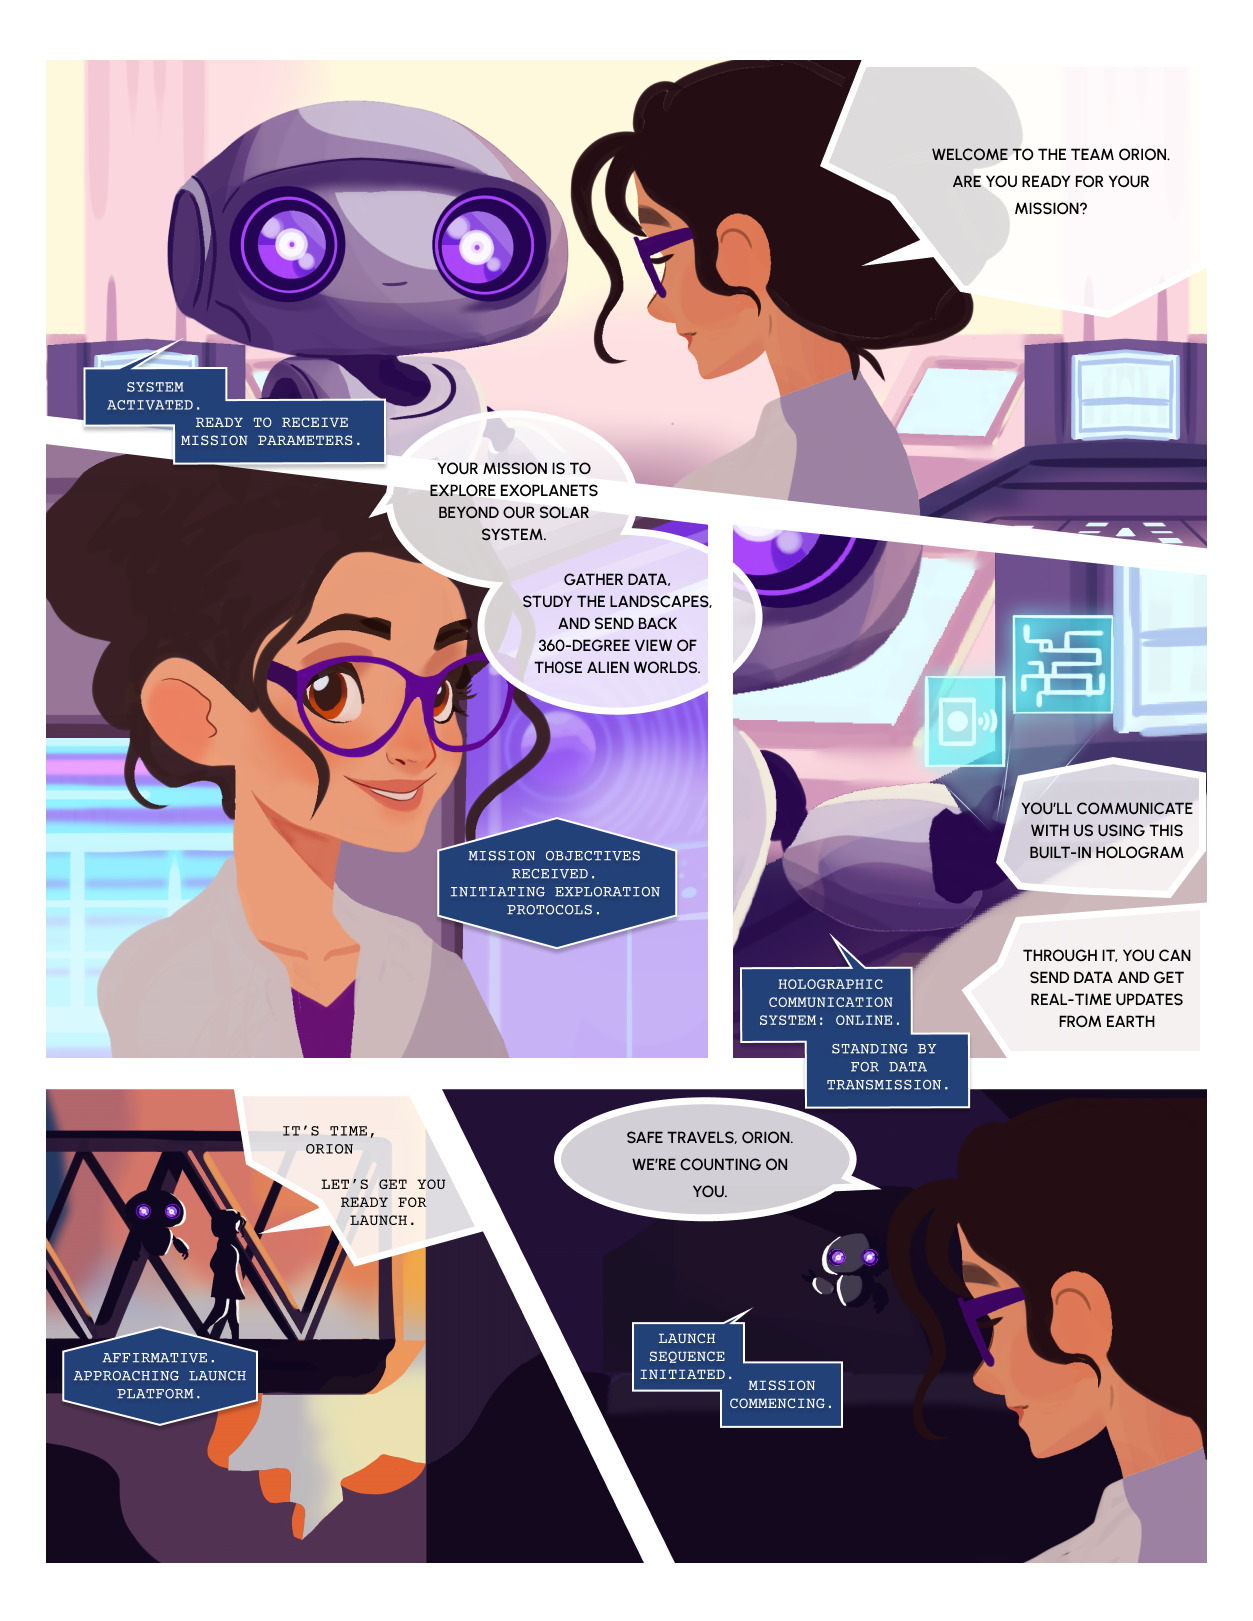 WELCOME TO THE TEAM ORION.
ARE YOU READY FOR YOUR
MISSION?
SYSTEM
ACTIVATED.
READY TO RECEIVE
MISSION PARAMETERS.
YOUR MISSION IS TO
EXPLORE EXOPLANETS
BEYOND OUR SOLAR
SYSTEM.
GATHER DATA,
STUDY THE LANDSCAPES,
AND SEND BACK
360-DEGREE VIEW OF
TH0SE ALIEN WORLDS.
MISSION OBJECTIVES
RECEIVED.
INITIATING EXPLORATION
PROTOCOLS.
YOU'LL COMMUNICATE
WITH US USING THIS
BUILT-IN HOLOGRAM
THROUGH IT, YOU CAN
SEND DATA AND GET
REAL-TIME UPDATES
FROM EARTH
HOLOGRAPHIC
COMMUNICATION
SYSTEM: ONLINE.
STANDING BY
FOR DATA
TRANSMISSION.
IT'S TIME,
ORION
LET'S GET YOU
READY FOR
LAUNCH.
AFFIRMATIVE.
APPROACHING LAUNCH
PLATFORM.
SAFE TRAVELS, ORION.
WE'RE COUNTING ON
YOU.
LAUNCH
SEQUENCE
INITIATED.
MISSION
COMMENCING.